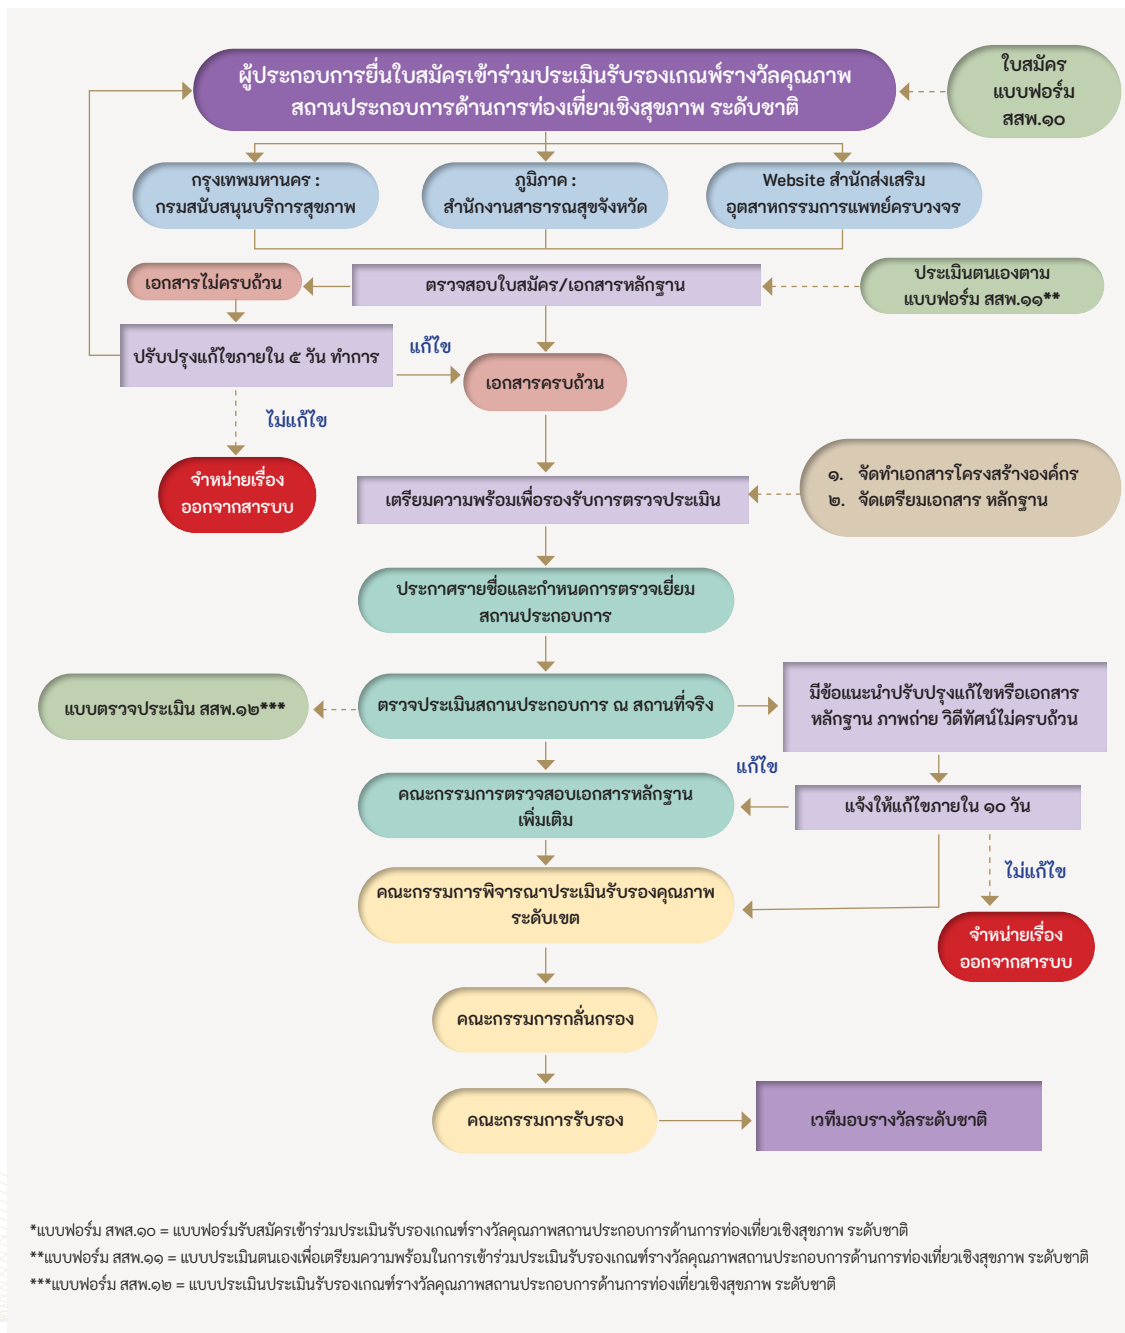 ผู้ประกอบการยื่นใบสมัครเข้าร่วมประเมินรับรองเกณฑ์รางวัลคุณภาพ
สถานประกอบการด้านการท่องเที่ยวเชิงสุขภาพ ระดับชาติ
ใบสมัคร
แบบฟอร์ม
สสพ.๑๐
กรุงเทพมหานคร :
กรมสนับสนุนบริการสุขภาพ
ภูมิภาค :
สำนักงานสาธารณสุขจังหวัด
Website สำนักส่งเสริม
อุตสาหกรรมการแพทย์ครบวงจร
เอกสารไม่ครบถ้วน
ตรวจสอบใบสมัคร/เอกสารหลักฐาน
ประเมินตนเองตาม
แบบฟอร์ม สสพ.๑๑**
ปรับปรุงแก้ไขภายใน ๕ วัน ทำการ
แก้ไข
เอกสารครบถ้วน
ไม่แก้ไข
จำหน่ายเรื่อง
ออกจากสารบบ
เตรียมความพร้อมเพื่อรองรับการตรวจประเมิน
๑. จัดทำเอกสารโครงสร้างองค์กร
๒. จัดเตรียมเอกสาร หลักฐาน
ประกาศรายชื่อและกำหนดการตรวจเยี่ยม
สถานประกอบการ
แบบตรวจประเมิน สสพ.๑๒***
ตรวจประเมินสถานประกอบการ ณ สถานที่จริง
มีข้อแนะนำปรับปรุงแก้ไขหรือเอกสาร
หลักฐาน ภาพถ่าย วิดีทัศน์ไม่ครบถ้วน
แก้ไข
คณะกรรมการตรวจสอบเอกสารหลักฐาน
เพิ่มเติม
แจ้งให้แก้ไขภายใน ๑๐ วัน
ไม่แก้ไข
คณะกรรมการพิจารณาประเมินรับรองคุณภาพ
ระดับเขต
จำหน่ายเรื่อง
ออกจากสารบบ
คณะกรรมการกลั่นกรอง
คณะกรรมการรับรอง
เวทีมอบรางวัลระดับชาติ
*แบบฟอร์ม สพส.๑๐ = แบบฟอร์มรับสมัครเข้าร่วมประเมินรับรองเกณฑ์รางวัลคุณภาพสถานประกอบการด้านการท่องเที่ยวเชิงสุขภาพ ระดับชาติ
**แบบฟอร์ม สสพ.๑๑ = แบบประเมินตนเองเพื่อเตรียมความพร้อมในการเข้าร่วมประเมินรับรองเกณฑ์รางวัลคุณภาพสถานประกอบการด้านการท่องเที่ยวเชิงสุขภาพ ระดับชาติ
***แบบฟอร์ม สสพ.๑๒ = แบบประเมินประเมินรับรองเกณฑ์รางวัลคุณภาพสถานประกอบการด้านการท่องเที่ยวเชิงสุขภาพ ระดับชาติ